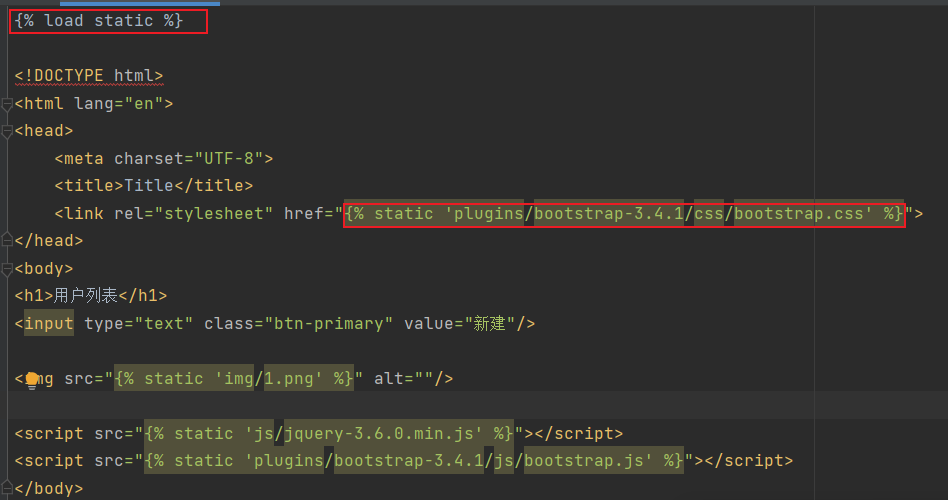 {% load static %}
<!DOCTYPE html>
<html lang="en">
<head>
    <meta charset="UTF-8">
    <title>Title</title>
    <link rel="stylesheet" href="{% static 'plugins/bootstrap-3.4.1/css/bootstrap.css' %}">
</head>
<body>
<h1>用户列表</h1>
<input type="text" class="btn-primary" value="新建"/>
<img src="{% static 'img/1.png' %}" alt=""/>
<script src="{% static 'js/jquery-3.6.0.min.js' %}"></script>
<script src="{% static 'plugins/bootstrap-3.4.1/js/bootstrap.js' %}"></script>
</body>